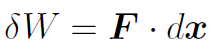 δW = F · dx